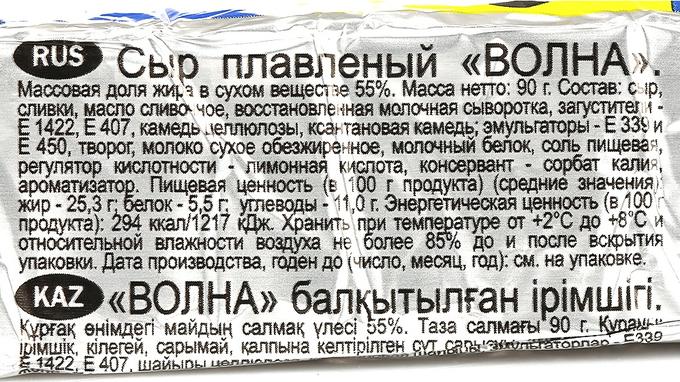 RUS Сыр плавленый «ВОЛНА».
Массовая доля жира в сухом веществе 55%. Масса нетто: 90 г. Состав: сыр,
сливки, масло сливочное, восстановленная молочная сыворотка, загустители -
Е 1422, Е 407, камедь целлюлозы, ксантановая камедь; эмульгаторы - Е 339 и
Е 450, творог, молоко сухое обезжиренное, молочный белок, соль пищевая,
регулятор кислотности - лимонная кислота, консервант - сорбат калия,
ароматизатор. Пищевая ценность (в 100 г продукта) (средние значения):
жир - 25,3 г; белок - 5,5 г; углеводы - 11,0 г. Энергетическая ценность (в 100 г
продукта): 294 ккал/1217 кДж. Хранить при температуре от +2°С до +8°С и
относительной влажности воздуха не более 85% до и после вскрытия
упаковки. Дата производства, годен до (число, месяц, год): см. на упаковке.
KAZ «ВОЛНА» балқытылған ірімшігі.
Құрғақ өнімдегі майдың салмақ үлесі 55%. Таза салмағы 90 г. Құрамы:
ірімшік, кілегей, сарымай, қалпына келтірілген сүт
Е 1422, Е 407, шайыры